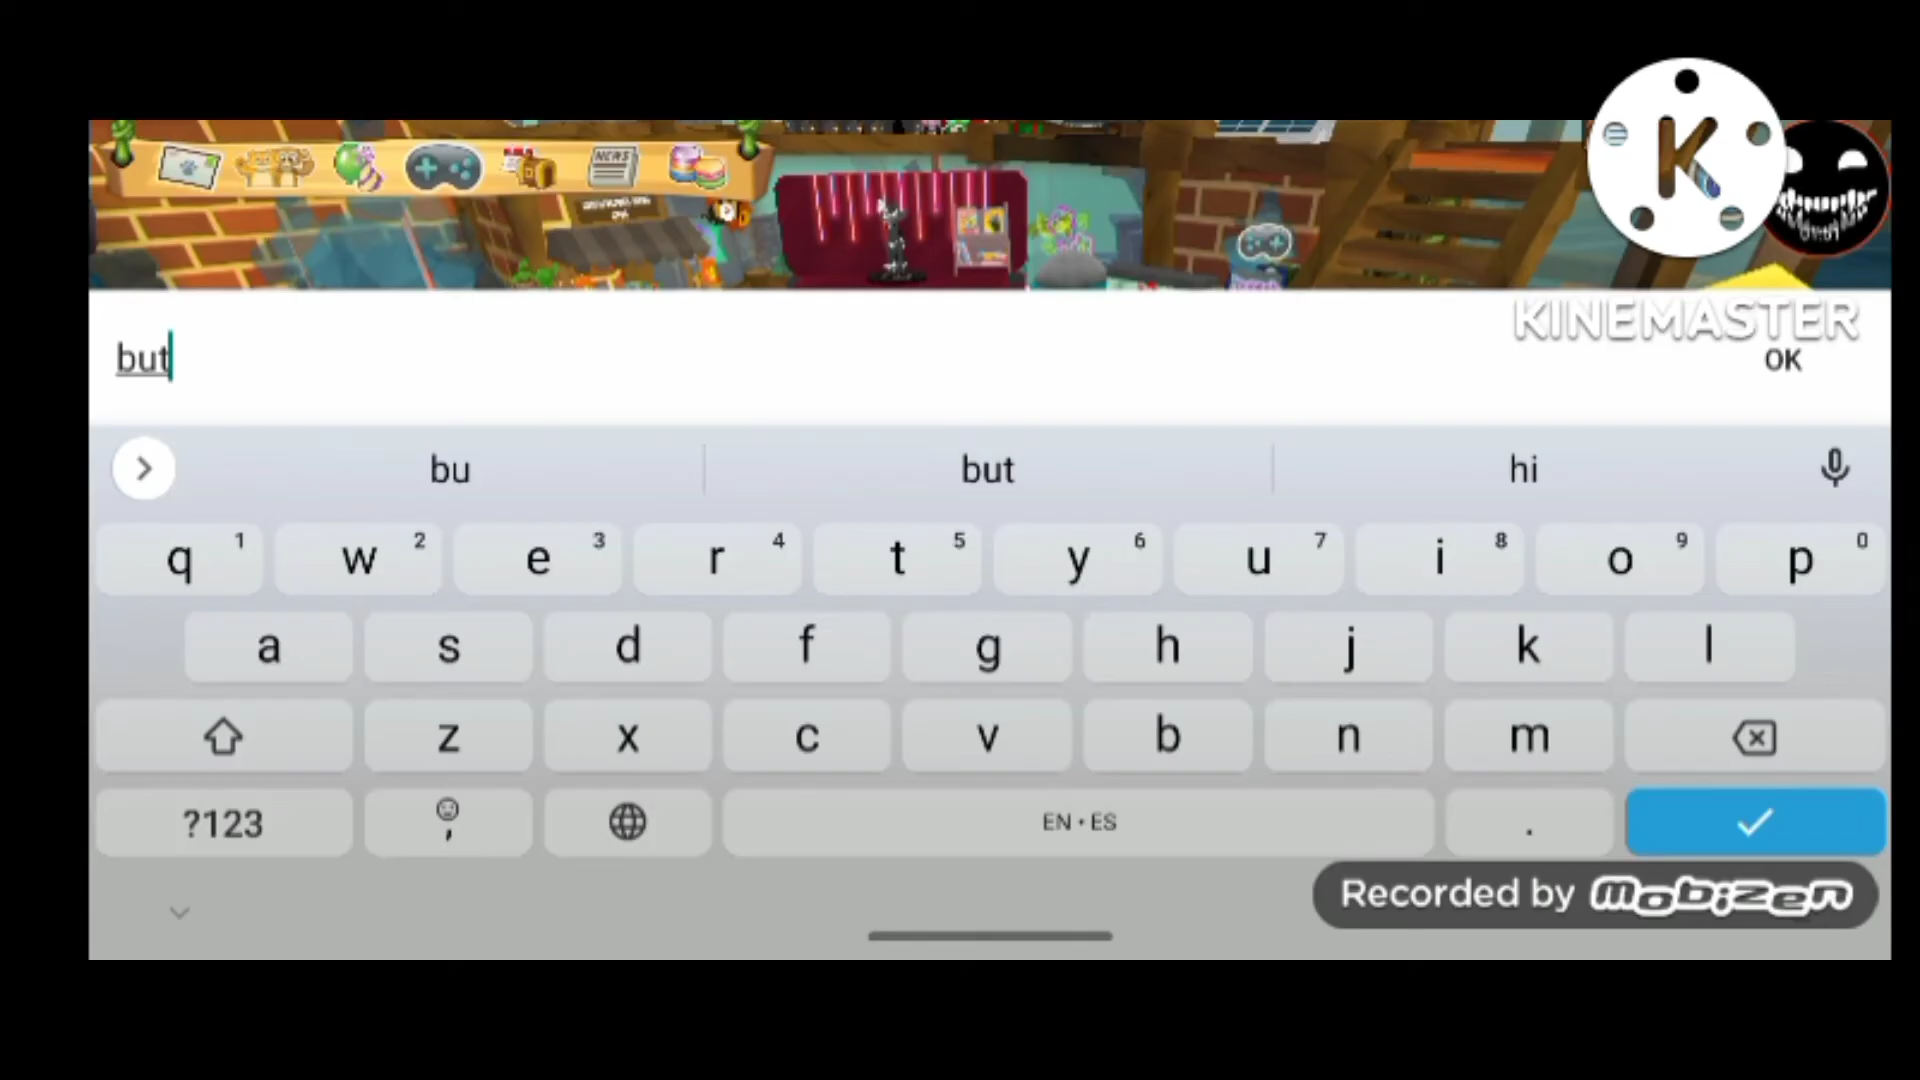 NEWS
K
KINEMASTER
but
OK
bu but hi
q 1 w 2 e 3 r 4 t 5 y 6 u 7 i 8 o 9 p 0
a s d f g h j k l
z x c v b n m
?123 , EN • ES .
Recorded by mobizen